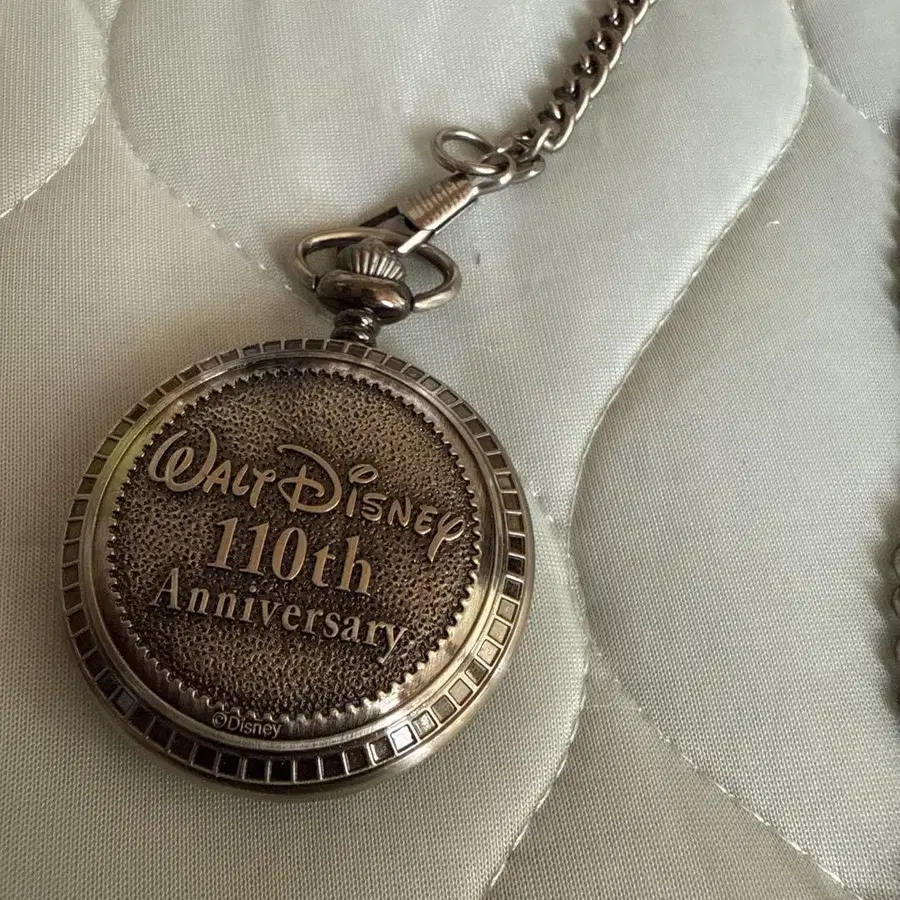 WALT DISNEY
110th
Anniversary
©Disney